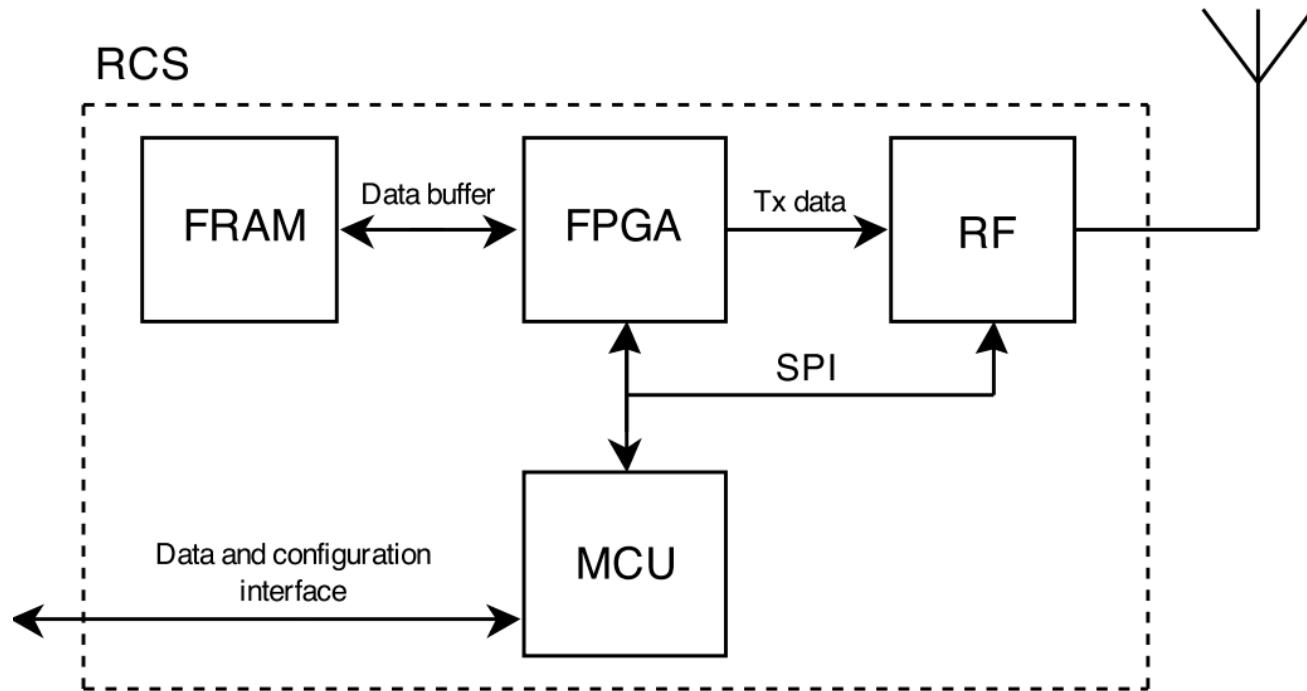 RCS
FRAM
Data buffer
FPGA
Tx data
RF
SPI
MCU
Data and configuration
interface